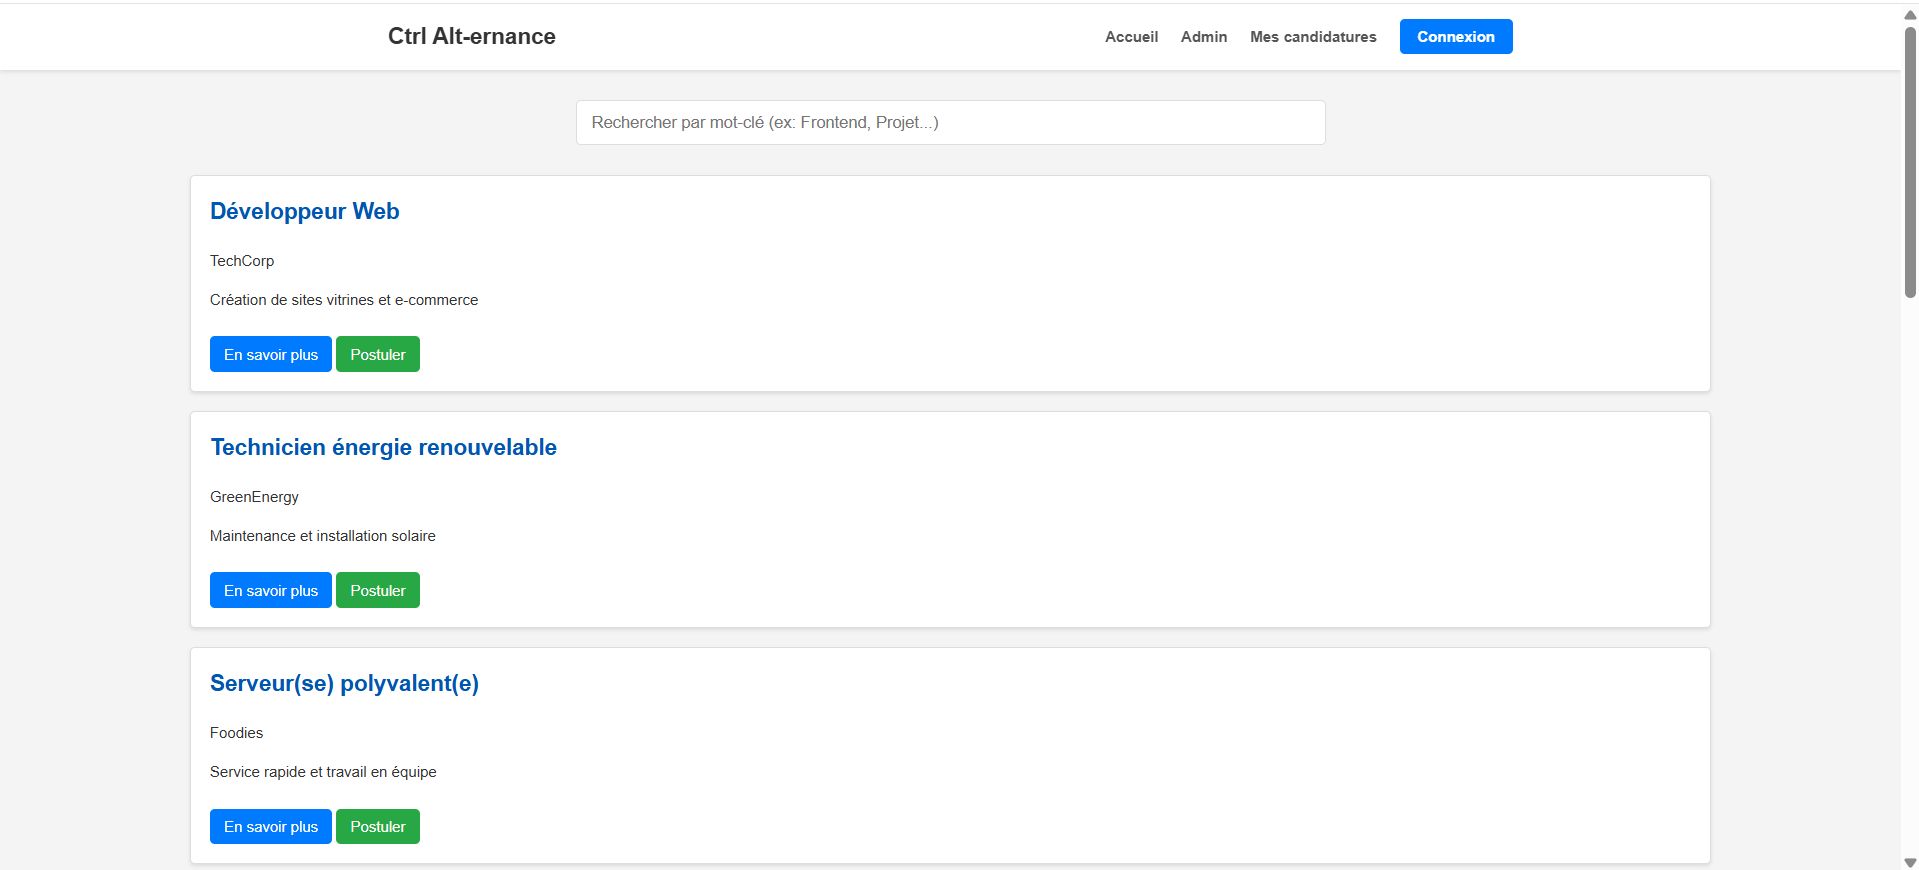 Ctrl Alt-ernance
Accueil Admin Mes candidatures Connexion
Rechercher par mot-clé (ex: Frontend, Projet...)
Développeur Web
TechCorp
Création de sites vitrines et e-commerce
En savoir plus Postuler
Technicien énergie renouvelable
GreenEnergy
Maintenance et installation solaire
En savoir plus Postuler
Serveur(se) polyvalent(e)
Foodies
Service rapide et travail en équipe
En savoir plus Postuler